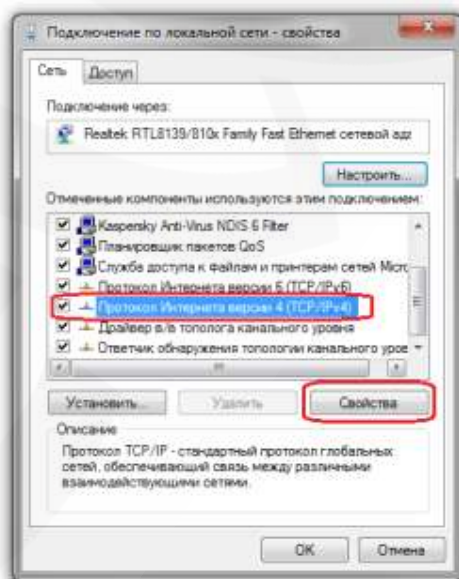 Подключение по локальной сети - свойства
Сеть
Доступ
Подключение через:
Realtek RTL8139/810x Family Fast Ethernet сетевой ада
Настроить...
Отмеченные компоненты используются этим подключением:
Kaspersky Anti-Virus NDIS 6 Filter
Планировщик пакетов QoS
Служба доступа к файлам и принтерам сетей Micro
Протокол Интернета версии 6 (TCP/IPv6)
Протокол Интернета версии 4 (TCP/IPv4)
Драйвер в/в тополога канального уровня
Ответчик обнаружения топологии канального уров
Установить...
Удалить
Свойства
Описание
Протокол TCP/IP - стандартный протокол глобальных
сетей, обеспечивающий связь между различными
взаимодействующими сетями.
OK
Отмена